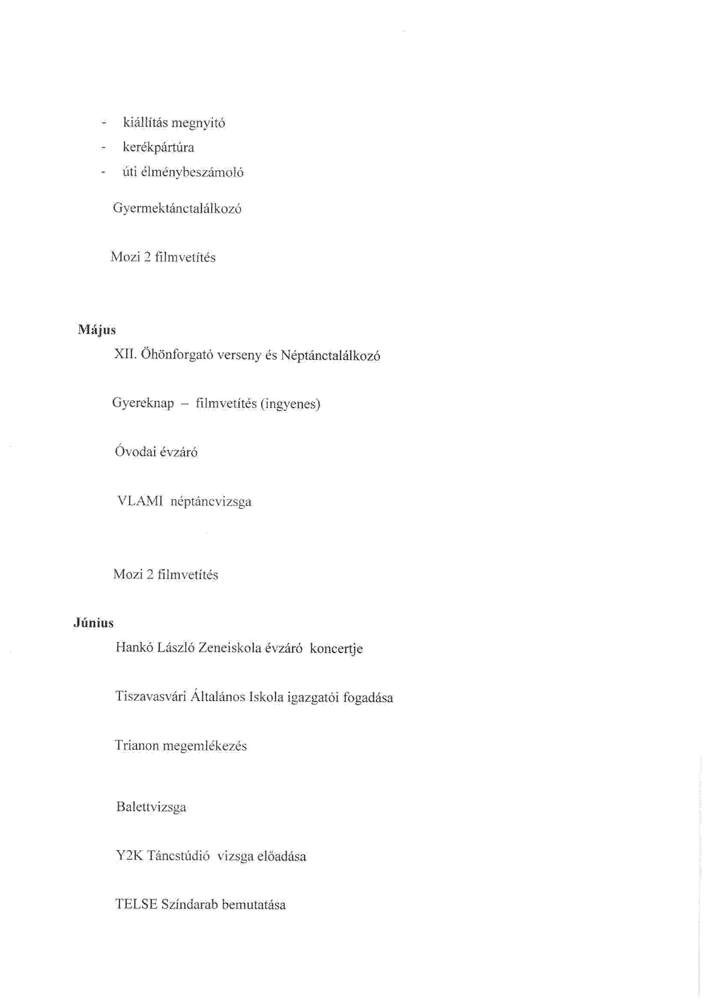 - kiállítás megnyitó
- kerékpártúra
- úti élménybeszámoló
Gyermektánctalálkozó
Mozi 2 filmvetítés
Május
XII. Öhönforgató verseny és Néptánctalálkozó
Gyereknap – filmvetítés (ingyenes)
Óvodai évzáró
VLAMI néptáncvizsga
Mozi 2 filmvetítés
Június
Hankó László Zeneiskola évzáró koncertje
Tiszavasvári Általános Iskola igazgatói fogadása
Trianon megemlékezés
Balettvizsga
Y2K Táncstúdió vizsga előadása
TELSE Színdarab bemutatása